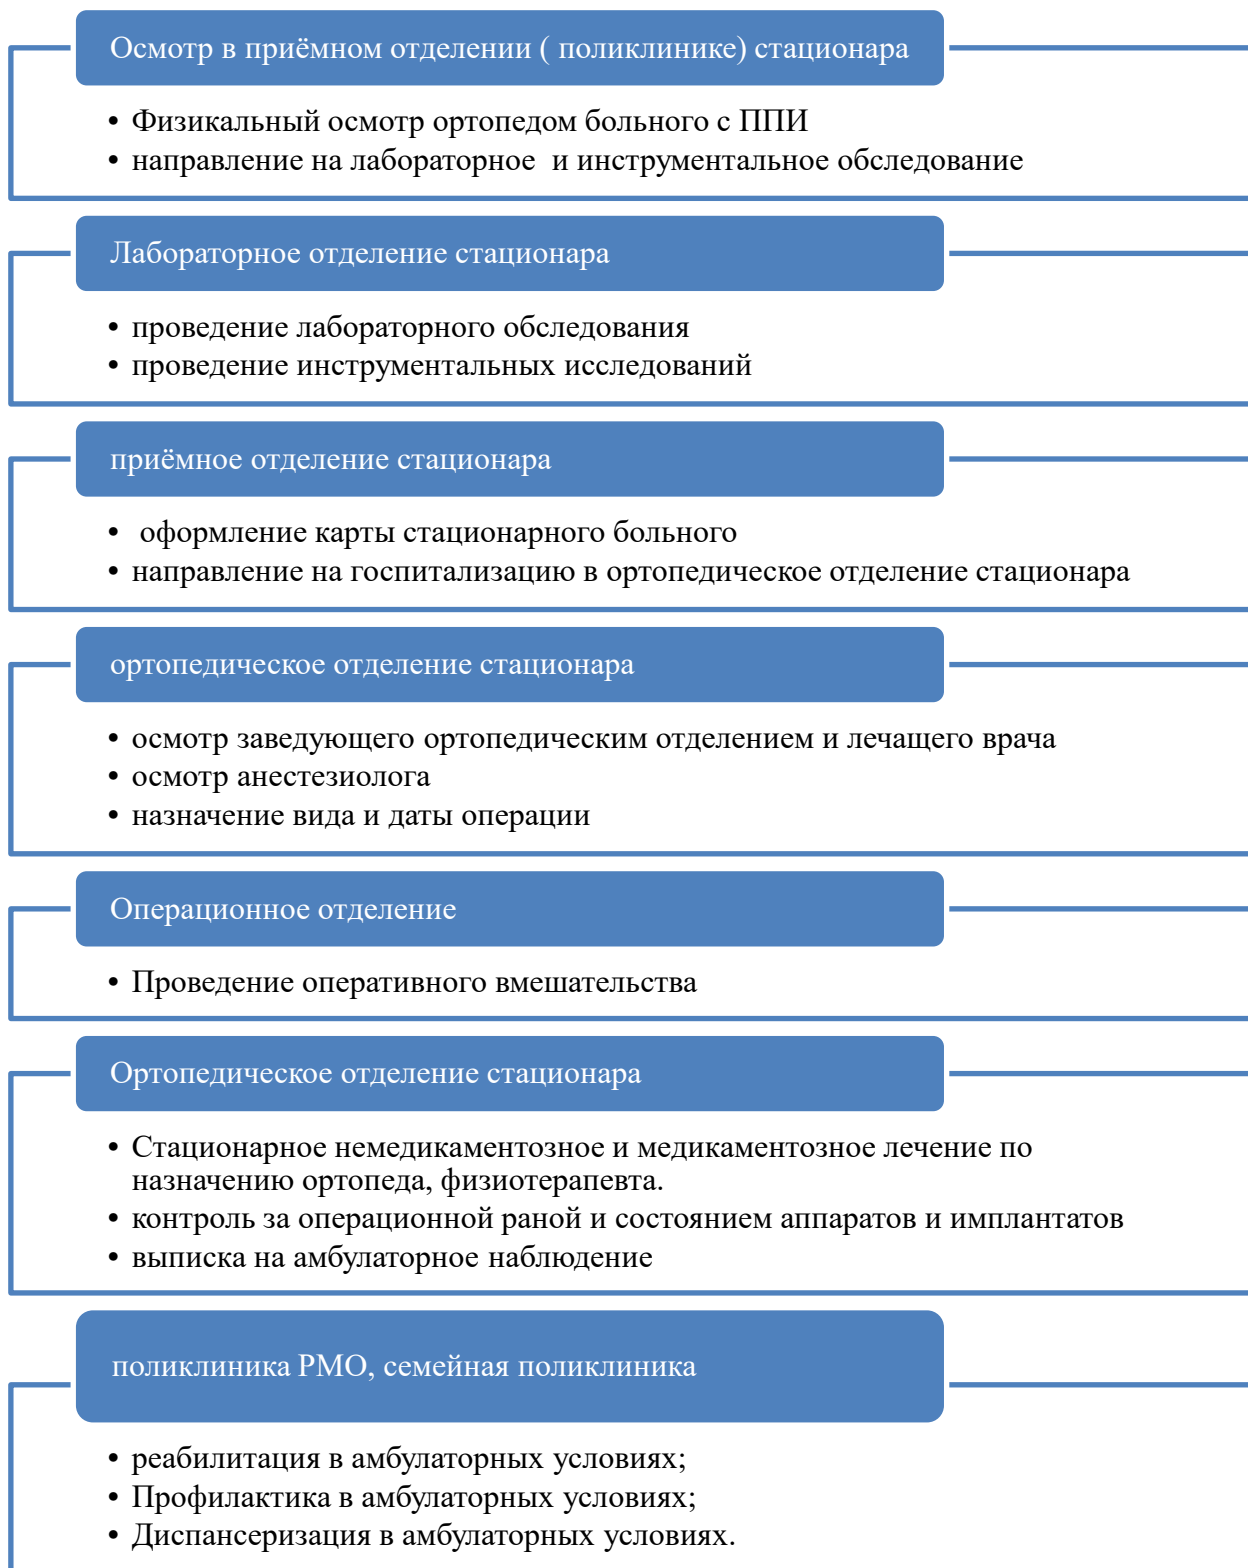 Осмотр в приёмном отделении ( поликлинике) стационара
• Физикальный осмотр ортопедом больного с ППИ
• направление на лабораторное и инструментальное обследование
Лабораторное отделение стационара
• проведение лабораторного обследования
• проведение инструментальных исследований
приёмное отделение стационара
• оформление карты стационарного больного
• направление на госпитализацию в ортопедическое отделение стационара
ортопедическое отделение стационара
• осмотр заведующего ортопедическим отделением и лечащего врача
• осмотр анестезиолога
• назначение вида и даты операции
Операционное отделение
• Проведение оперативного вмешательства
Ортопедическое отделение стационара
• Стационарное немедикаментозное и медикаментозное лечение по
назначению ортопеда, физиотерапевта.
• контроль за операционной раной и состоянием аппаратов и имплантатов
• выписка на амбулаторное наблюдение
поликлиника РМО, семейная поликлиника
• реабилитация в амбулаторных условиях;
• Профилактика в амбулаторных условиях;
• Диспансеризация в амбулаторных условиях.